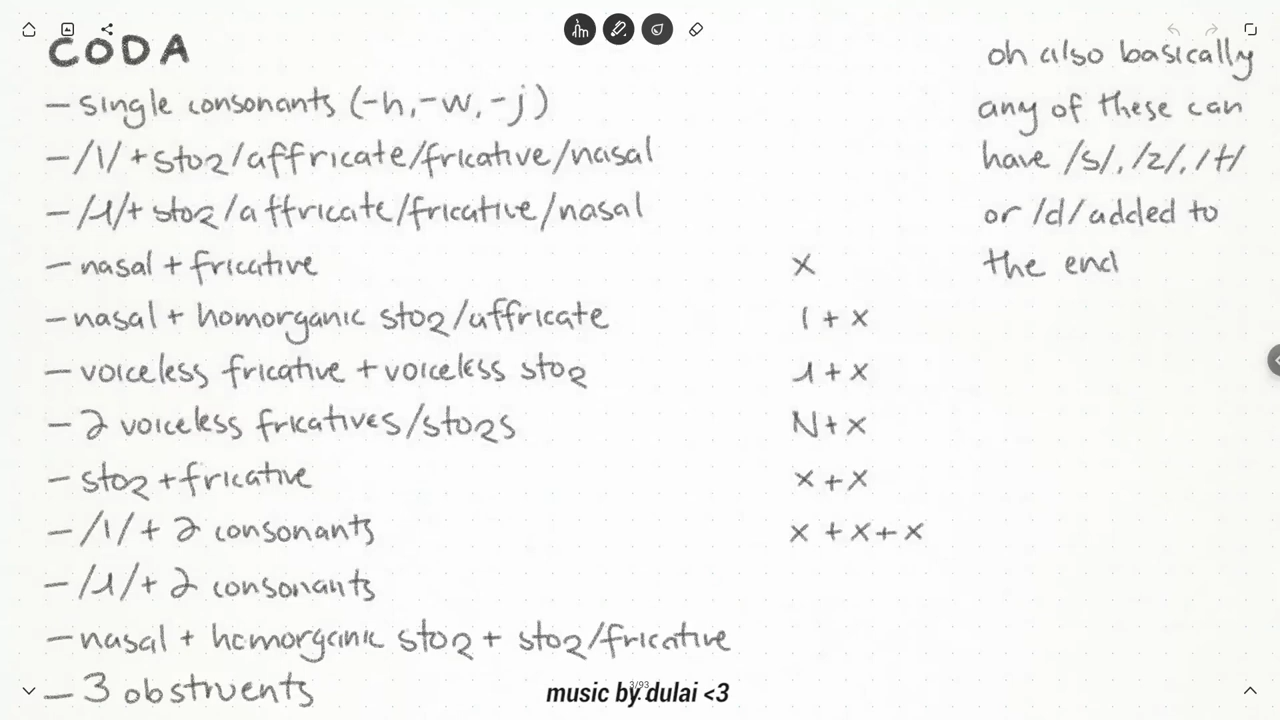 CODA
- single consonants (-h, -w, -j)
- /l/ + stop/affricate/fricative/nasal
- /ɹ/ + stop/affricate/fricative/nasal
- nasal + fricative
- nasal + homorganic stop/affricate
- voiceless fricative + voiceless stop
- 2 voiceless fricatives/stops
- stop + fricative
- /l/ + 2 consonants
- /ɹ/ + 2 consonants
- nasal + homorganic stop + stop/fricative
- 3 obstruents
x
l + x
ɹ + x
N + x
x + x
x + x + x
oh also basically
any of these can
have /s/, /z/, /t/
or /d/ added to
the end
music by dulai <3
3/93